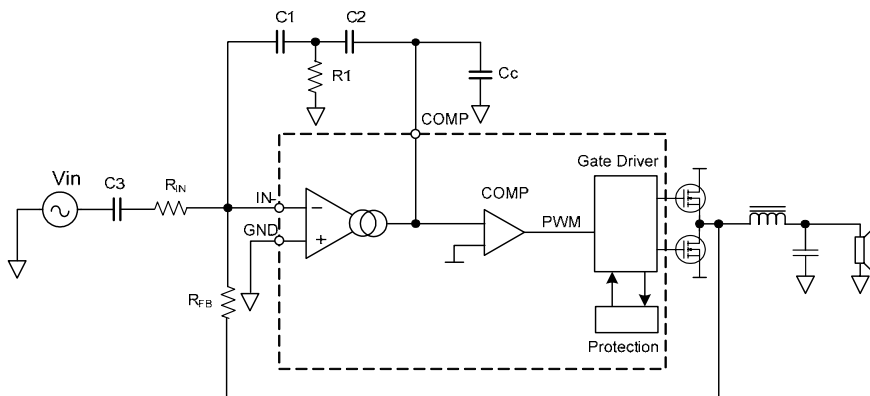 C1
C2
R1
Cc
COMP
Vin
C3
RIN
IN-
GND
COMP
PWM
Gate Driver
RFB
Protection